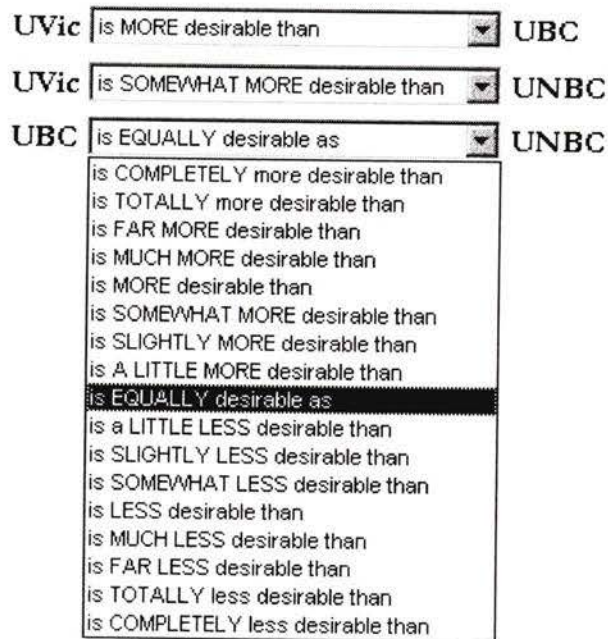 UVic is MORE desirable than UBC
UVic is SOMEWHAT MORE desirable than UNBC
UBC is EQUALLY desirable as UNBC
is COMPLETELY more desirable than
is TOTALLY more desirable than
is FAR MORE desirable than
is MUCH MORE desirable than
is MORE desirable than
is SOMEWHAT MORE desirable than
is SLIGHTLY MORE desirable than
is A LITTLE MORE desirable than
is EQUALLY desirable as
is a LITTLE LESS desirable than
is SLIGHTLY LESS desirable than
is SOMEWHAT LESS desirable than
is LESS desirable than
is MUCH LESS desirable than
is FAR LESS desirable than
is TOTALLY less desirable than
is COMPLETELY less desirable than